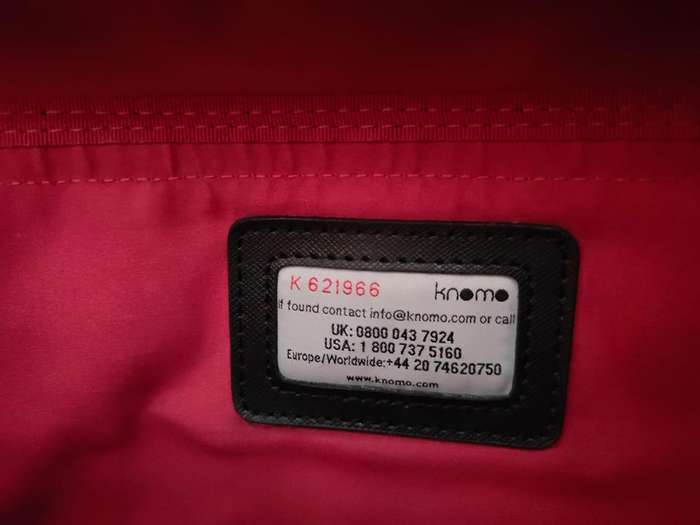 K 621966 knomo
If found contact info@knomo.com or call
UK: 0800 043 7924
USA: 1 800 737 5160
Europe/Worldwide:+44 20 74620750
www.knomo.com